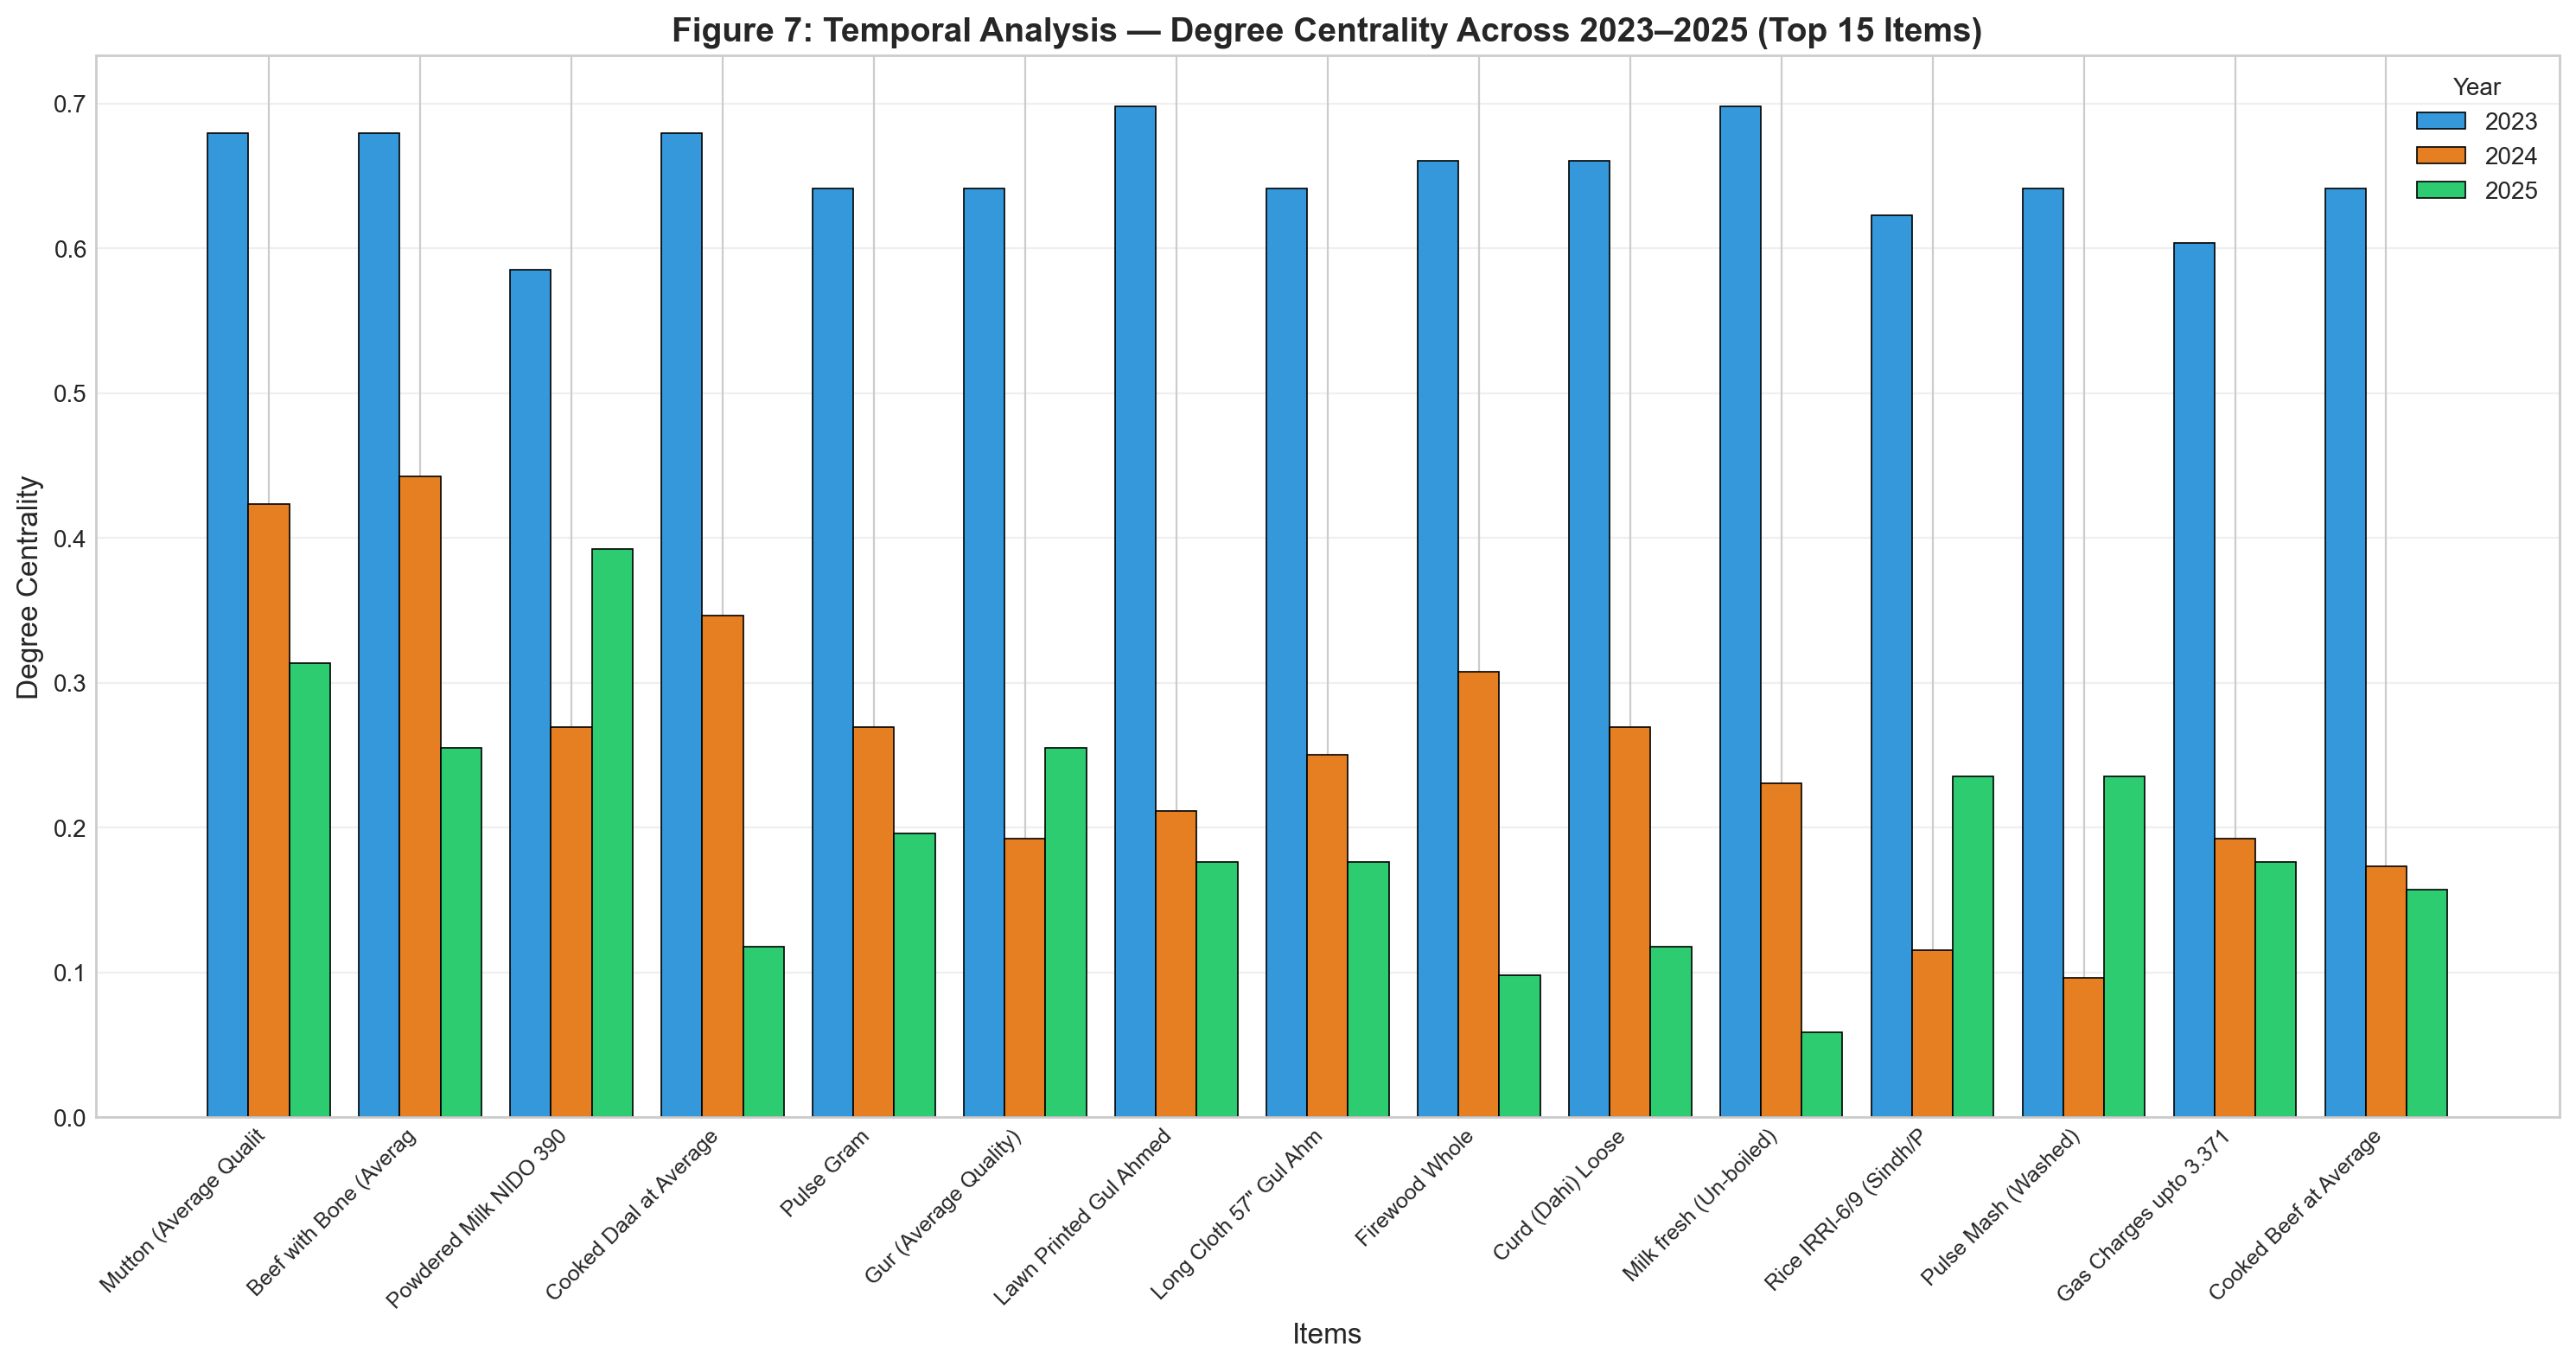 Figure 7: Temporal Analysis — Degree Centrality Across 2023–2025 (Top 15 Items)
Year
2023
2024
2025
Degree Centrality
0.7
0.6
0.5
0.4
0.3
0.2
0.1
0.0
Mutton (Average Qualit
Beef with Bone (Averag
Powdered Milk NIDO 390
Cooked Daal at Average
Pulse Gram
Gur (Average Quality)
Lawn Printed Gul Ahmed
Long Cloth 57" Gul Ahm
Firewood Whole
Curd (Dahi) Loose
Milk fresh (Un-boiled)
Rice IRRI-6/9 (Sindh/P
Pulse Mash (Washed)
Gas Charges upto 3.371
Cooked Beef at Average
Items